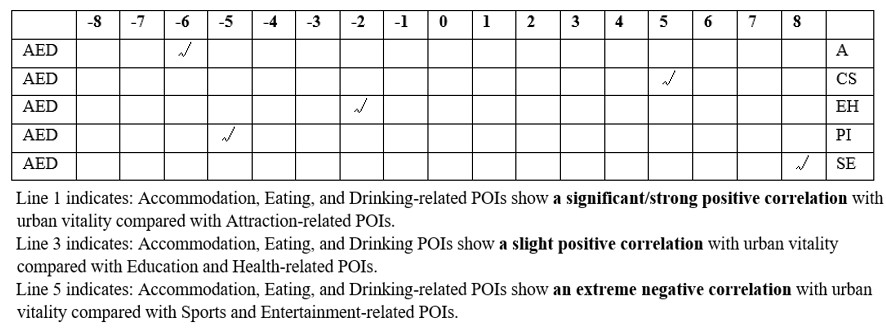 -8 -7 -6 -5 -4 -3 -2 -1 0 1 2 3 4 5 6 7 8
AED √ A
AED √ CS
AED √ EH
AED √ PI
AED √ SE
Line 1 indicates: Accommodation, Eating, and Drinking-related POIs show a significant/strong positive correlation with
urban vitality compared with Attraction-related POIs.
Line 3 indicates: Accommodation, Eating, and Drinking POIs show a slight positive correlation with urban vitality
compared with Education and Health-related POIs.
Line 5 indicates: Accommodation, Eating, and Drinking-related POIs show an extreme negative correlation with urban
vitality compared with Sports and Entertainment-related POIs.